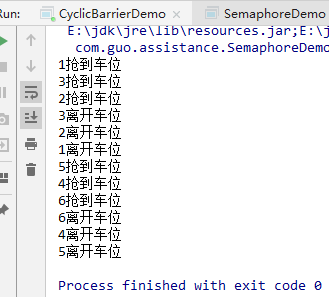 Run: CyclicBarrierDemo SemaphoreDemo
E:\jdk\jre\lib\resources.jar;E:\j
com.guo.assistance.SemaphoreDemo
1抢到车位
3抢到车位
2抢到车位
3离开车位
2离开车位
1离开车位
5抢到车位
4抢到车位
6抢到车位
6离开车位
4离开车位
5离开车位
Process finished with exit code 0